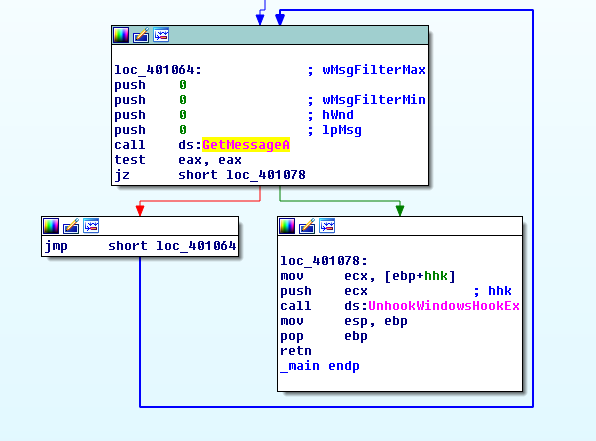 loc_401064: ; wMsgFilterMax
push 0
push 0 ; wMsgFilterMin
push 0 ; hWnd
push 0 ; lpMsg
call ds:GetMessageA
test eax, eax
jz short loc_401078
jmp short loc_401064
loc_401078:
mov ecx, [ebp+hhk]
push ecx ; hhk
call ds:UnhookWindowsHookEx
mov esp, ebp
pop ebp
retn
_main endp